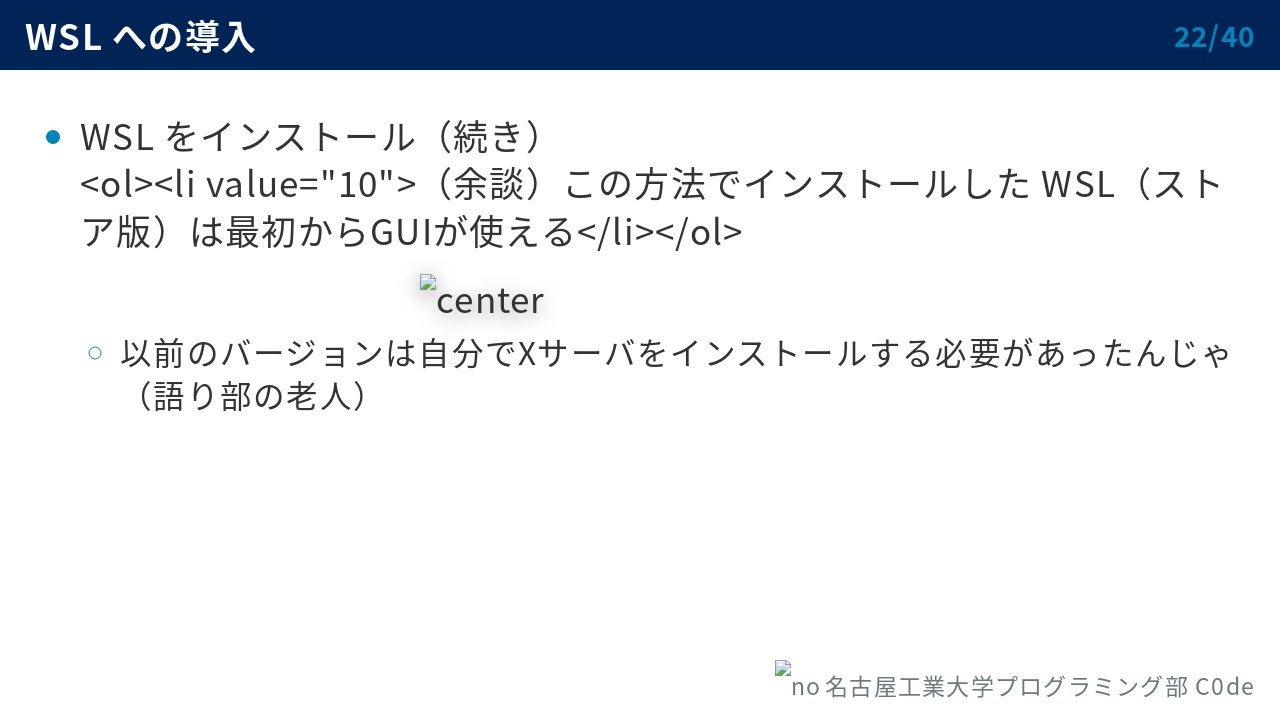 WSL への導入
22/40
WSL をインストール（続き）
<ol><li value="10">（余談）この方法でインストールした WSL（スト
ア版）は最初からGUIが使える</li></ol>
center
以前のバージョンは自分でXサーバをインストールする必要があったんじゃ
（語り部の老人）
no 名古屋工業大学プログラミング部 C0de